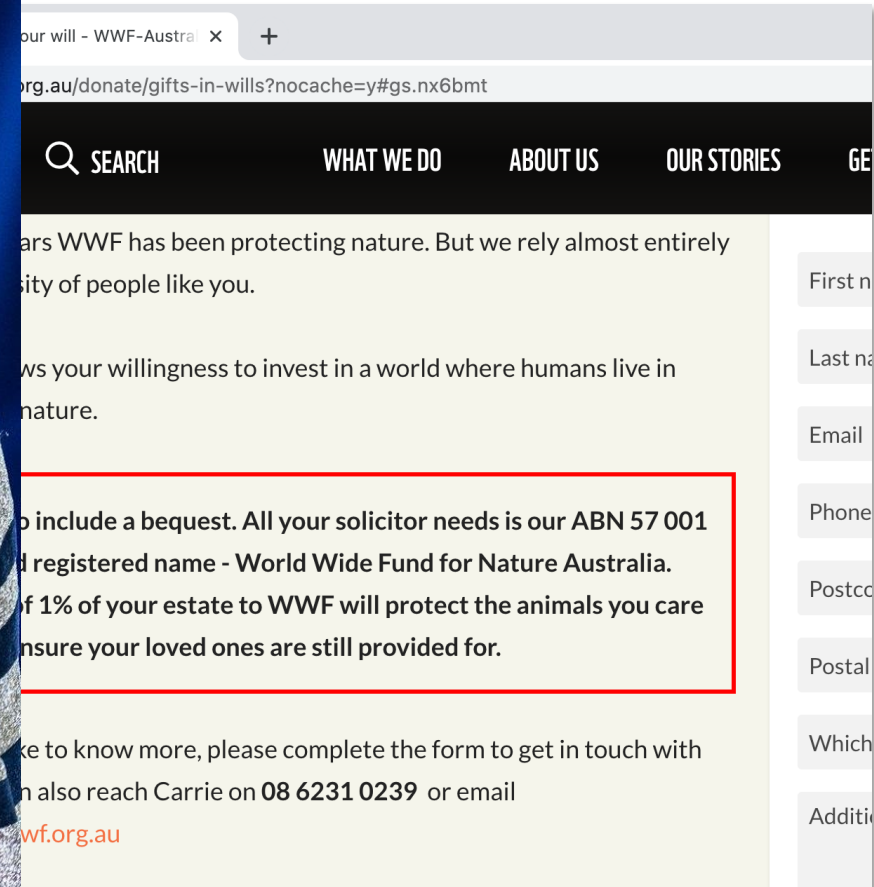 our will - WWF-Austra
org.au/donate/gifts-in-wills?nocache=y#gs.nx6bmt
SEARCH WHAT WE DO ABOUT US OUR STORIES GE
ars WWF has been protecting nature. But we rely almost entirely
sity of people like you.
ws your willingness to invest in a world where humans live in
nature.
o include a bequest. All your solicitor needs is our ABN 57 001
d registered name - World Wide Fund for Nature Australia.
of 1% of your estate to WWF will protect the animals you care
nsure your loved ones are still provided for.
ke to know more, please complete the form to get in touch with
n also reach Carrie on 08 6231 0239 or email
wf.org.au
First n
Last na
Email
Phone
Postco
Postal
Which
Additi